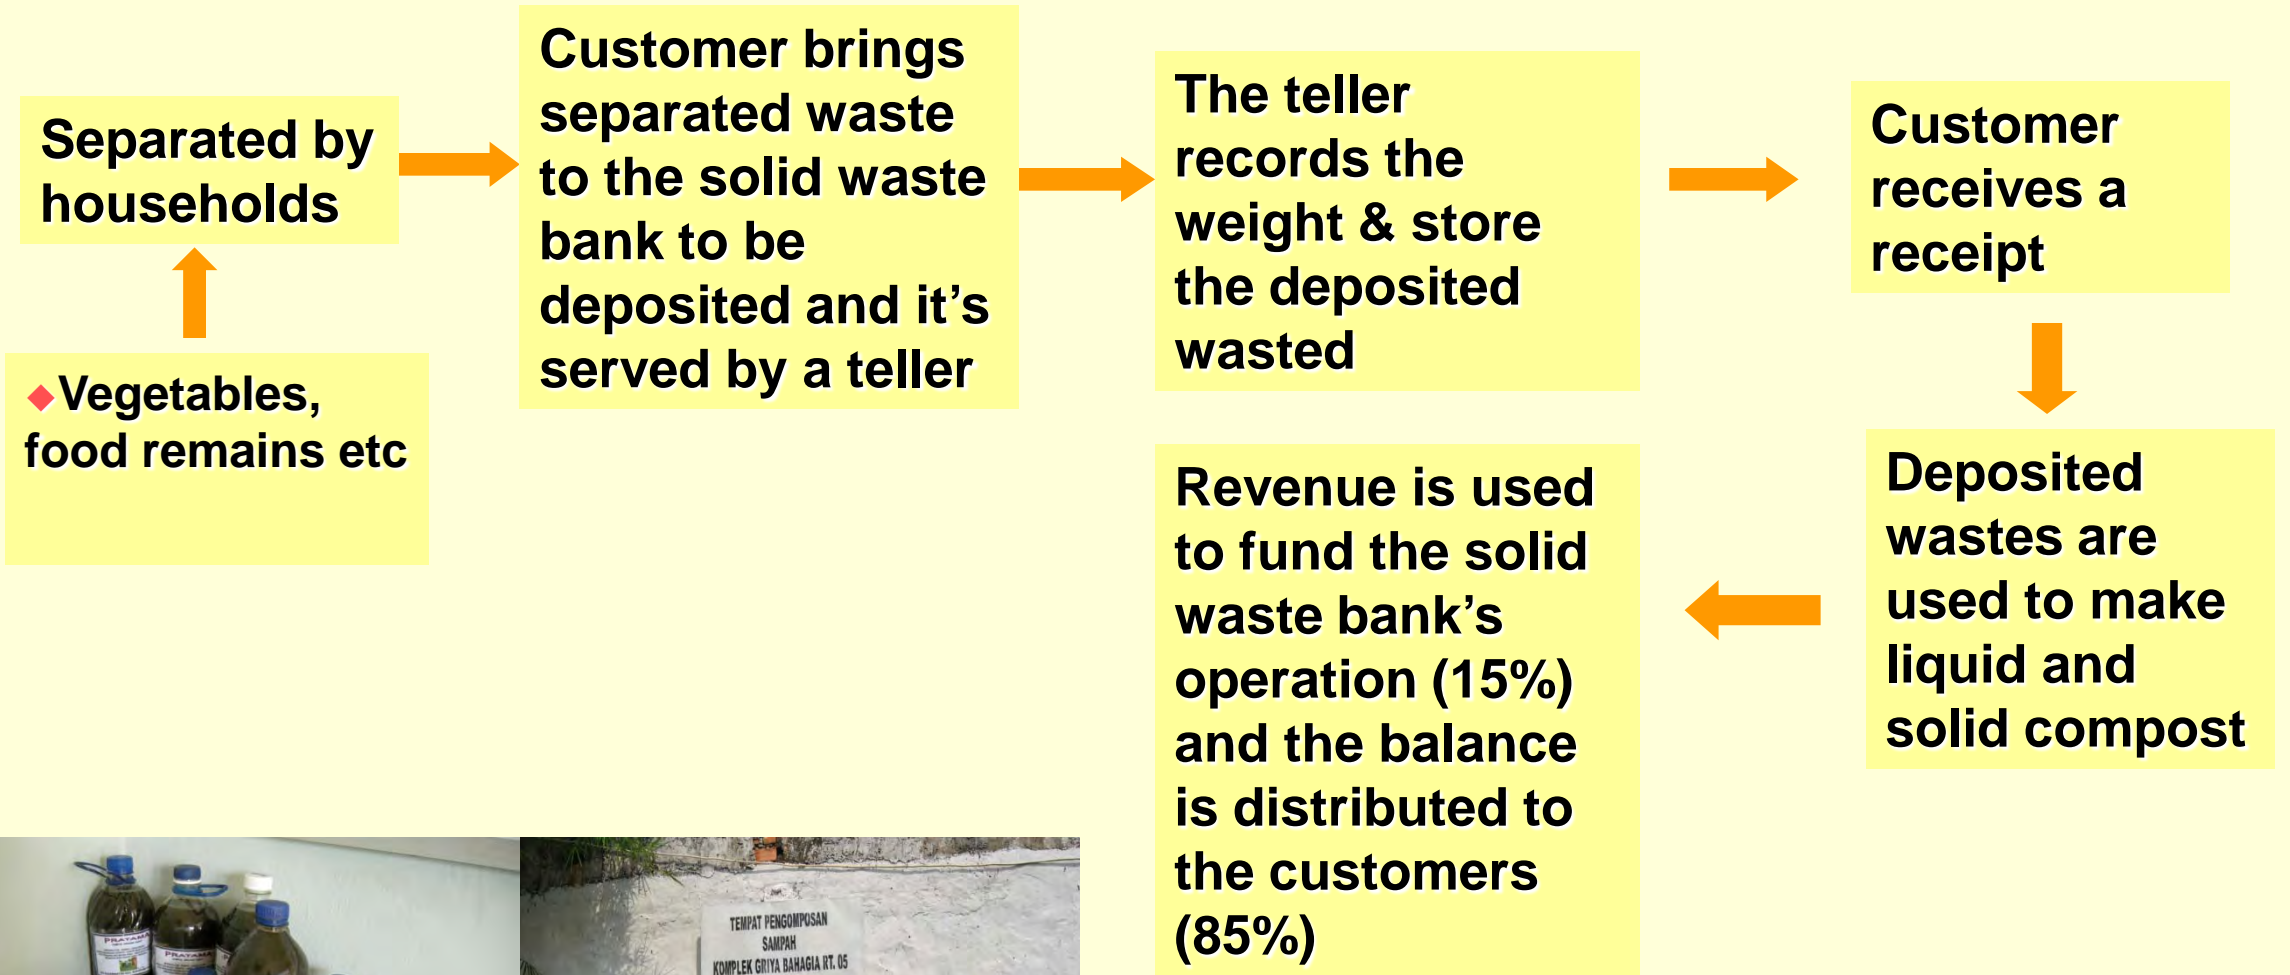 Separated by
households
◆Vegetables,
food remains etc
Customer brings
separated waste
to the solid waste
bank to be
deposited and it’s
served by a teller
The teller
records the
weight & store
the deposited
wasted
Customer
receives a
receipt
Deposited
wastes are
used to make
liquid and
solid compost
Revenue is used
to fund the solid
waste bank’s
operation (15%)
and the balance
is distributed to
the customers
(85%)
PRATAMA
PRATAMA
TEMPAT PENGOMPOSAN
SAMPAH
KOMPLEK GRIYA BAHAGIA RT. 05